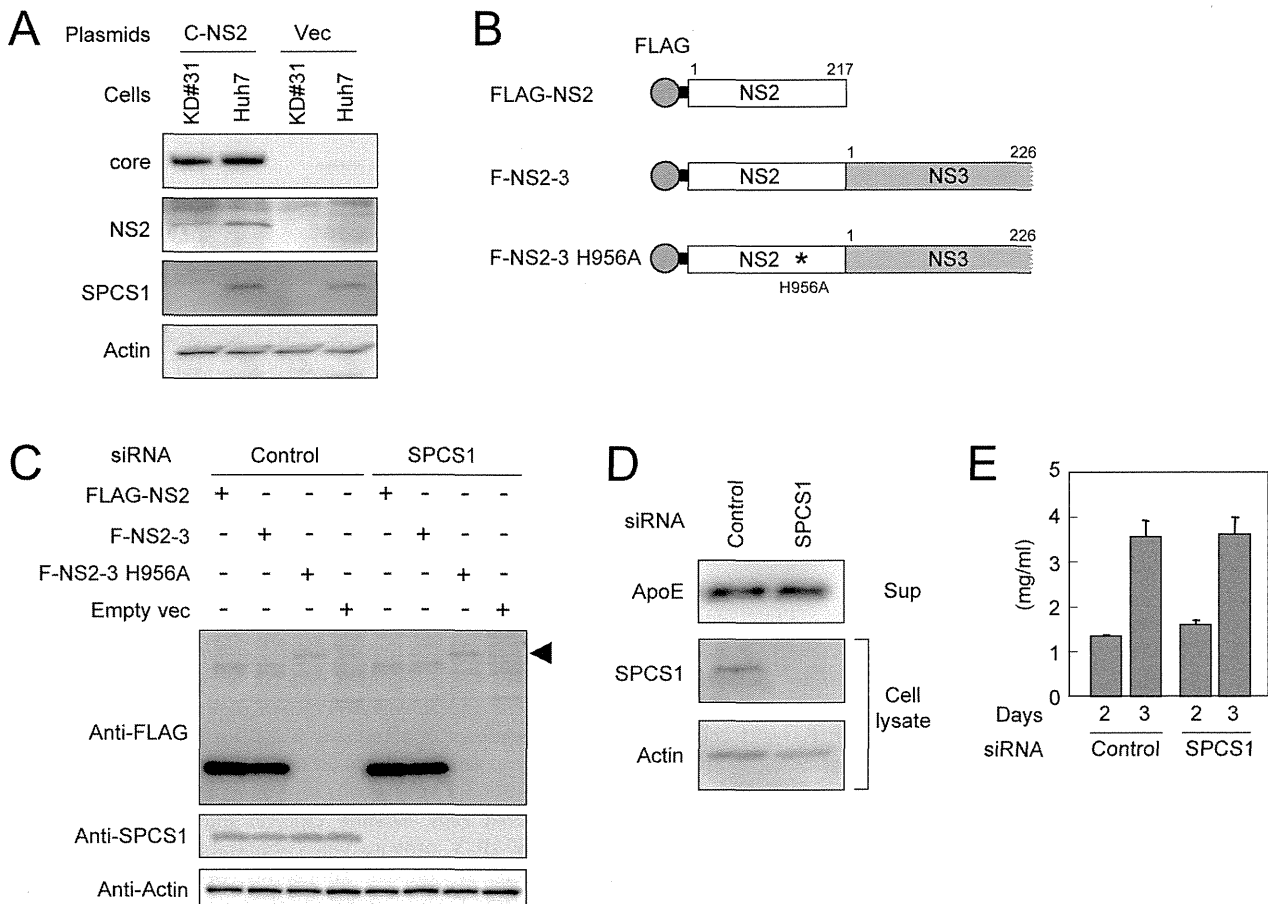 A
Plasmids C-NS2 Vec
Cells KD#31 Huh7 KD#31 Huh7
core
NS2
SPCS1
Actin
B
FLAG
1 217
FLAG-NS2 NS2
1 226
F-NS2-3 NS2 NS3
1 226
F-NS2-3 H956A NS2 * NS3
H956A
C
siRNA Control SPCS1
FLAG-NS2 + - - - + - - -
F-NS2-3 - + - - - + - -
F-NS2-3 H956A - - + - - - + -
Empty vec - - - + - - - +
Anti-FLAG
Anti-SPCS1
Anti-Actin
D
siRNA Control SPCS1
ApoE Sup
SPCS1
Cell
lysate
Actin
E
(mg/ml)
5
4
3
2
1
0
Days 2 3 2 3
siRNA Control SPCS1